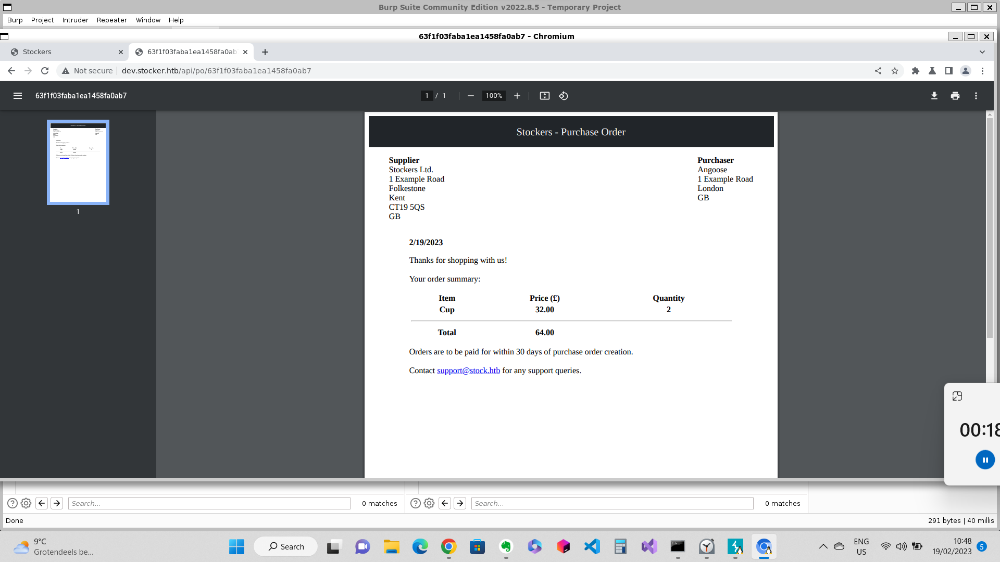 Burp Suite Community Edition v2022.8.5 - Temporary Project
Burp Project Intruder Repeater Window Help
63f1f03faba1ea1458fa0ab7 - Chromium
Stockers
63f1f03faba1ea1458fa0ab
Not secure dev.stocker.htb/api/po/63f1f03faba1ea1458fa0ab7
63f1f03faba1ea1458fa0ab7
1 / 1
100%
1
Stockers - Purchase Order
Supplier
Stockers Ltd.
1 Example Road
Folkestone
Kent
CT19 5QS
GB
Purchaser
Angoose
1 Example Road
London
GB
2/19/2023
Thanks for shopping with us!
Your order summary:
Item Price (£) Quantity
Cup 32.00 2
Total 64.00
Orders are to be paid for within 30 days of purchase order creation.
Contact support@stock.htb for any support queries.
00:18
Search... 0 matches
Search... 0 matches
Done
291 bytes | 40 millis
9°C
Grotendeels be...
Search
ENG
US
10:48
19/02/2023
5